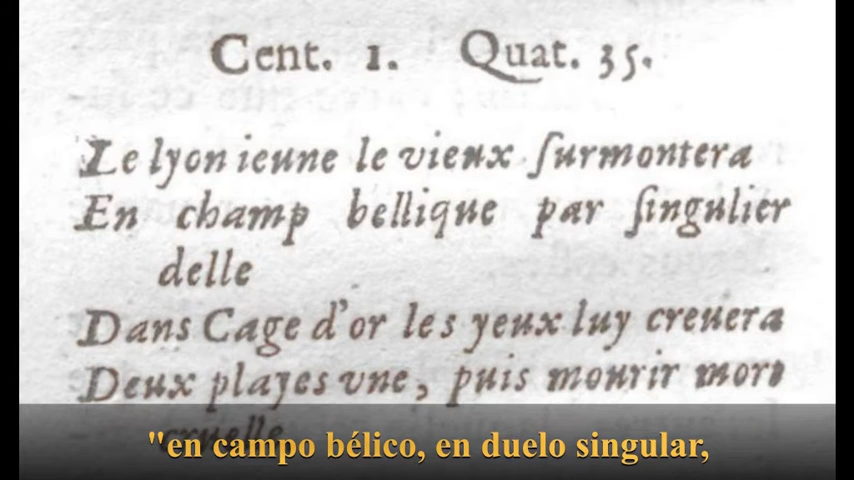 Cent. 1. Quat. 35.
Le lyon ieune le vieux ſurmontera
En champ bellique par ſingulier
delle
Dans Cage d'or les yeux luy creuera
Deux playes vne, puis mourir mort
cruelle
"en campo bélico, en duelo singular,